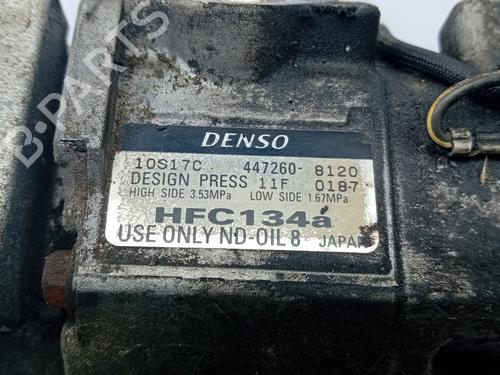 B-PARTS
DENSO
10S17C 447260-8120
DESIGN PRESS 11F 0187
HIGH SIDE 3.53MPa LOW SIDE 1.67MPa
HFC134a
USE ONLY ND-OIL 8 JAPAN